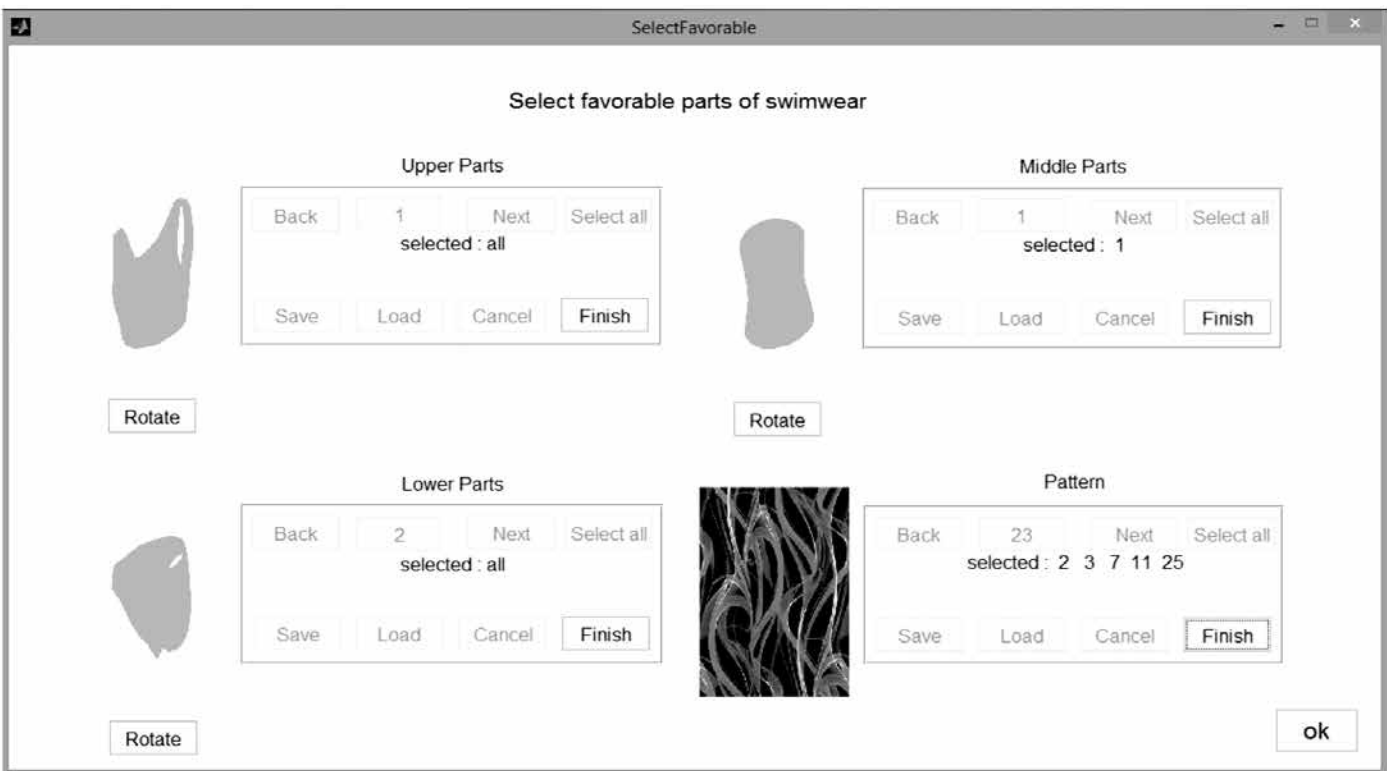 SelectFavorable
Select favorable parts of swimwear
Upper Parts
Back 1 Next Select all
selected : all
Save Load Cancel Finish
Rotate
Middle Parts
Back 1 Next Select all
selected : 1
Save Load Cancel Finish
Rotate
Lower Parts
Back 2 Next Select all
selected : all
Save Load Cancel Finish
Rotate
Pattern
Back 23 Next Select all
selected : 2 3 7 11 25
Save Load Cancel Finish
ok